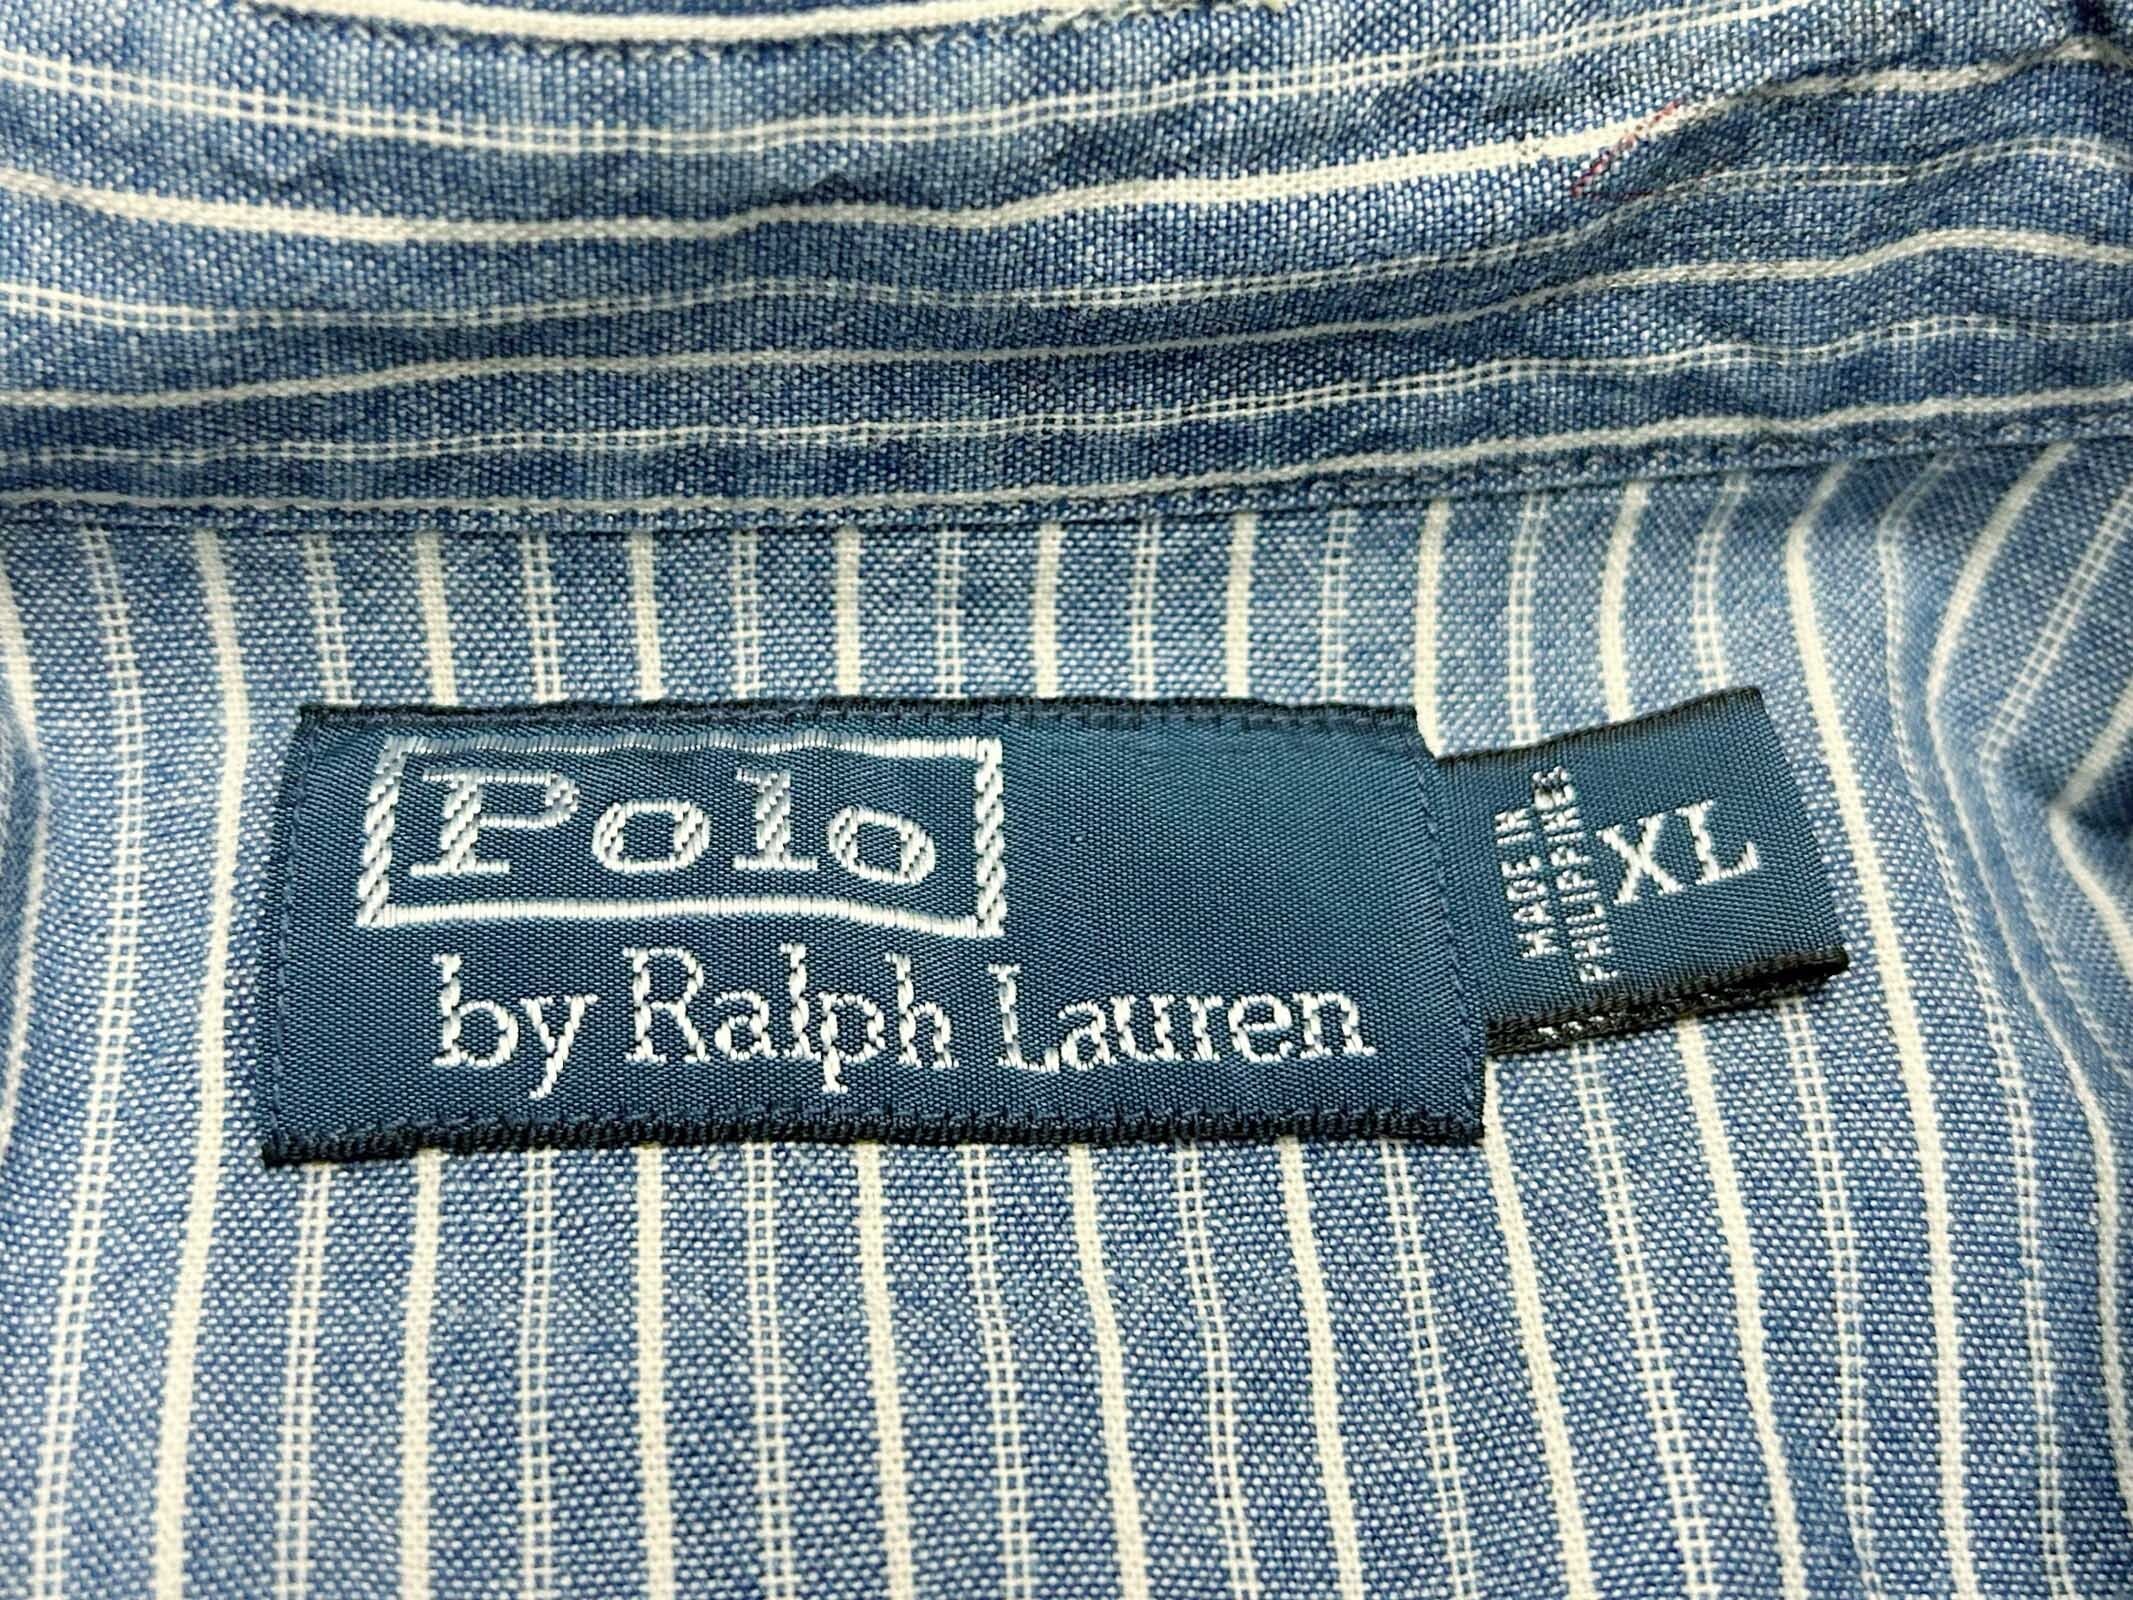 Polo
by Ralph Lauren
MADE IN
PHILIPPINES
XL